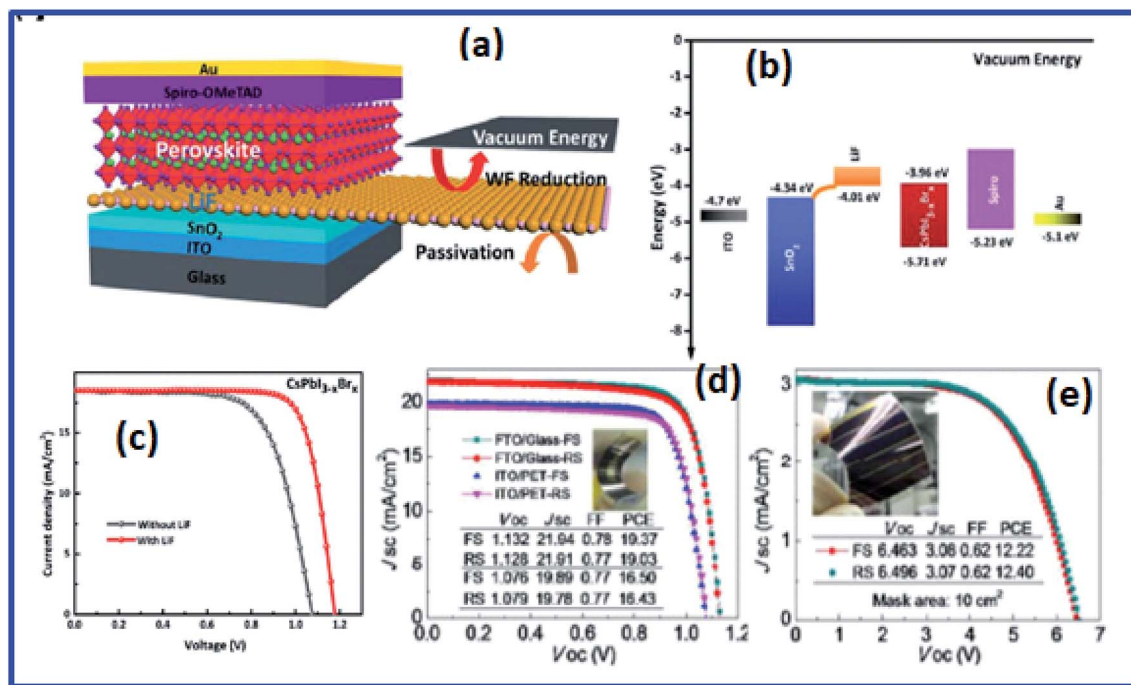 (a)
Au
Spiro-OMeTAD
Perovskite
LiF
SnO2
ITO
Glass
Vacuum Energy
WF Reduction
Passivation
(b)
Vacuum Energy
Energy (eV)
0
-1
-2
-3
-4
-5
-6
-7
-8
-4.7 eV
ITO
-4.34 eV
SnO2
LiF
-4.01 eV
-3.96 eV
CsPbI3-xBrx
-5.71 eV
Spiro
-5.23 eV
Au
-5.1 eV
(c)
CsPbI3-xBrx
Current density (mA/cm2)
15
10
5
0
Without LiF
With LiF
0.0 0.2 0.4 0.6 0.8 1.0 1.2
Voltage (V)
(d)
Jsc (mA/cm2)
20
15
10
5
0
FTO/Glass-FS
FTO/Glass-RS
ITO/PET-FS
ITO/PET-RS
Voc Jsc FF PCE
FS 1.132 21.94 0.78 19.37
RS 1.128 21.91 0.77 19.03
FS 1.076 19.89 0.77 16.50
RS 1.079 19.78 0.77 16.43
0.0 0.2 0.4 0.6 0.8 1.0 1.2
Voc (V)
(e)
Jsc (mA/cm2)
3
2
1
0
Voc Jsc FF PCE
FS 6.463 3.06 0.62 12.22
RS 6.496 3.07 0.62 12.40
Mask area: 10 cm2
0 1 2 3 4 5 6 7
Voc (V)